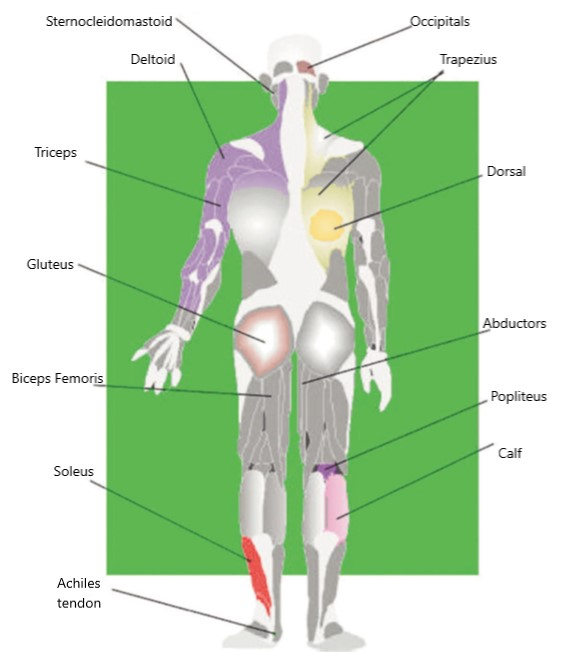 Sternocleidomastoid
Occipitals
Deltoid
Trapezius
Triceps
Dorsal
Gluteus
Abductors
Biceps Femoris
Popliteus
Calf
Soleus
Achiles
tendon